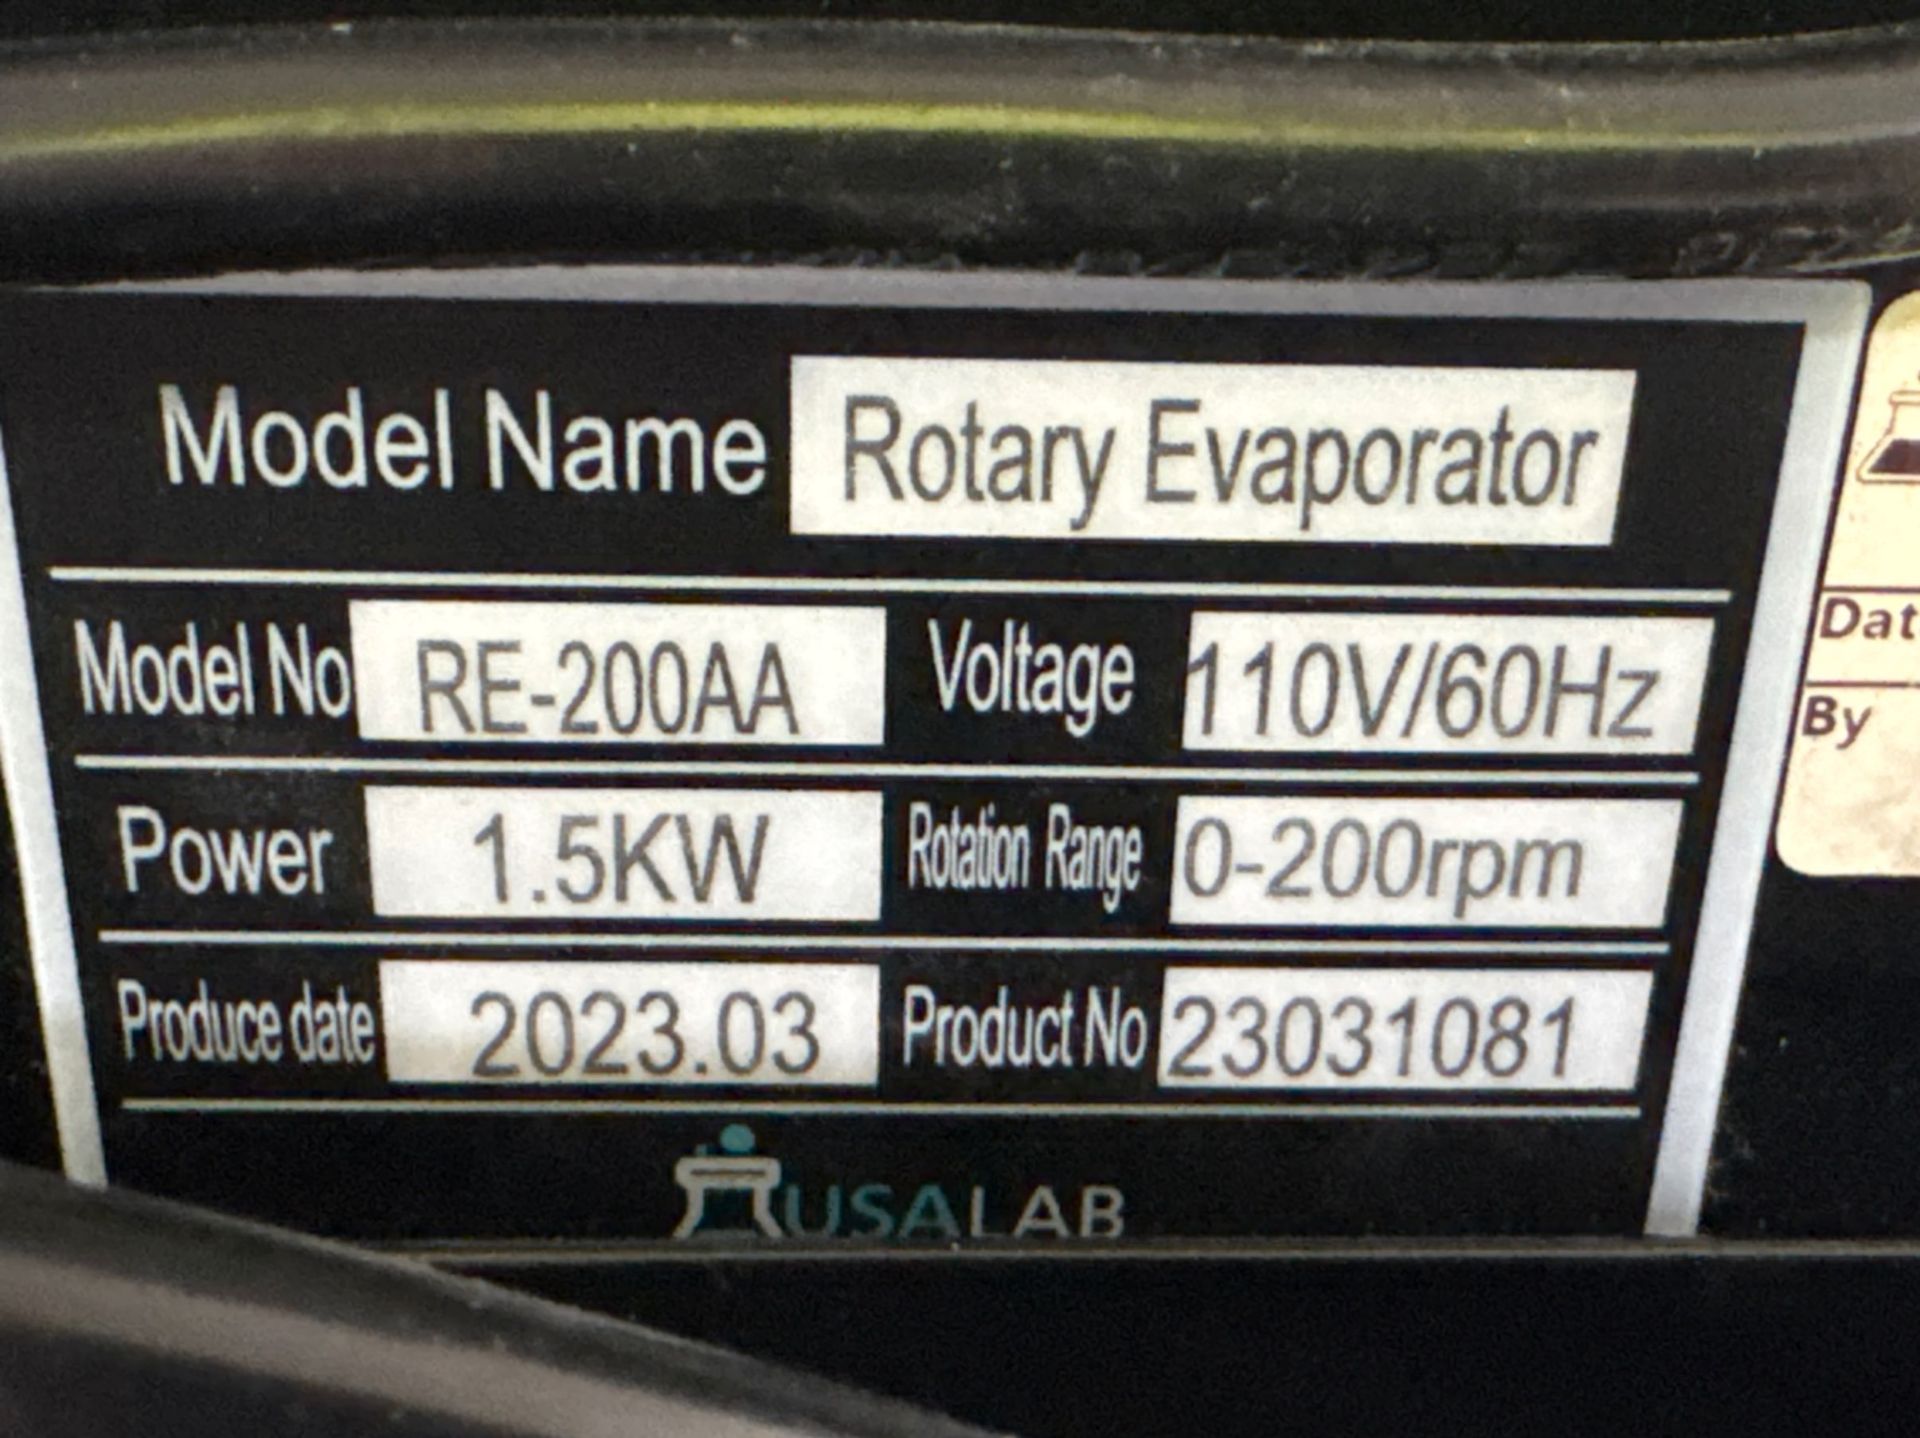 Model Name Rotary Evaporator
Model No RE-200AA Voltage 110V/60Hz
Power 1.5KW Rotation Range 0-200rpm
Produce date 2023.03 Product No 23031081
USALAB
Dat
By